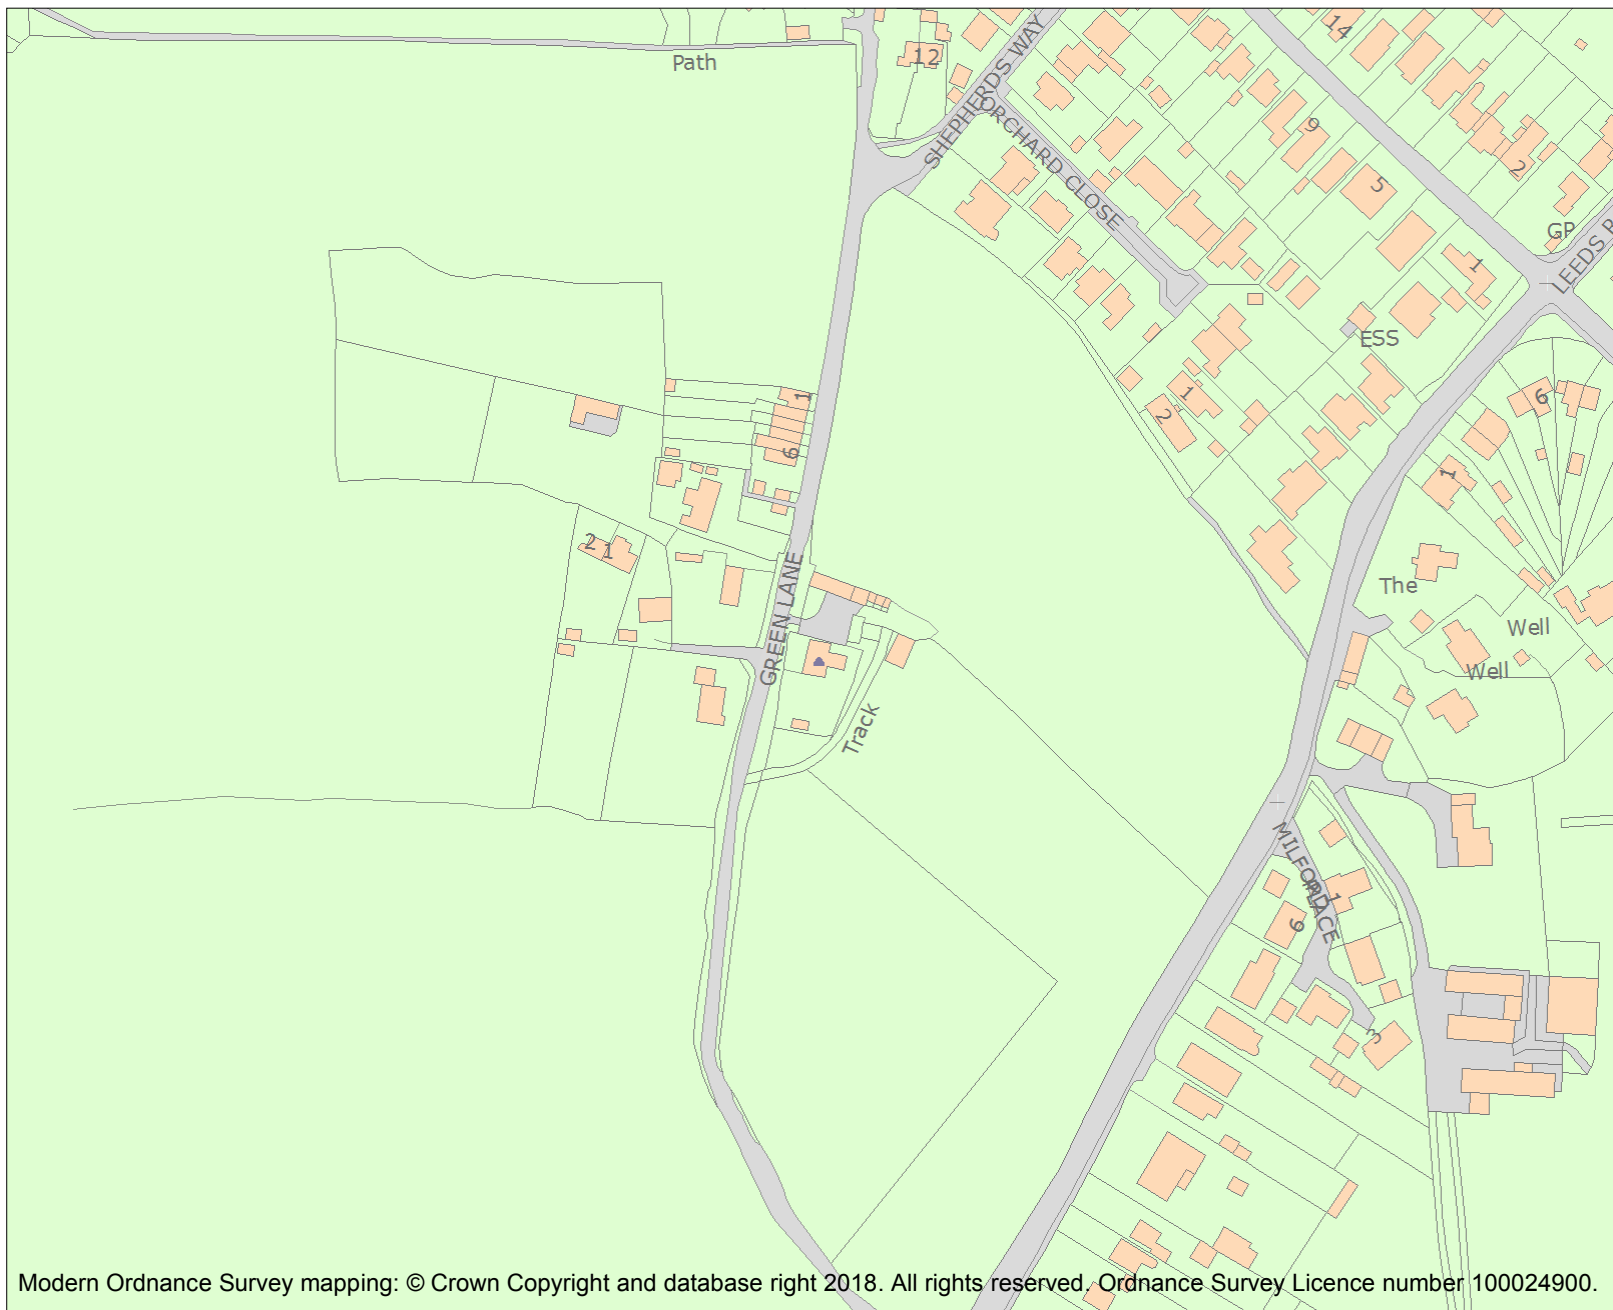 14
Path
12
SHEPHERDS WAY
ORCHARD CLOSE
9
2
5
GP
1
LEEDS R
ESS
1
1
2
6
6
1
2 1
GREEN LANE
The
Well
Well
Track
MILFORD
PLACE
1
6
3
Modern Ordnance Survey mapping: © Crown Copyright and database right 2018. All rights reserved. Ordnance Survey Licence number 100024900.